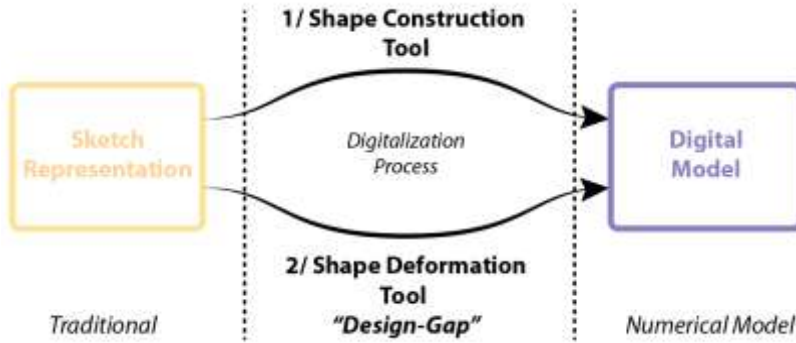 1/ Shape Construction
Tool
Sketch
Representation
Digitalization
Process
Digital
Model
2/ Shape Deformation
Tool
Traditional
"Design-Gap"
Numerical Model